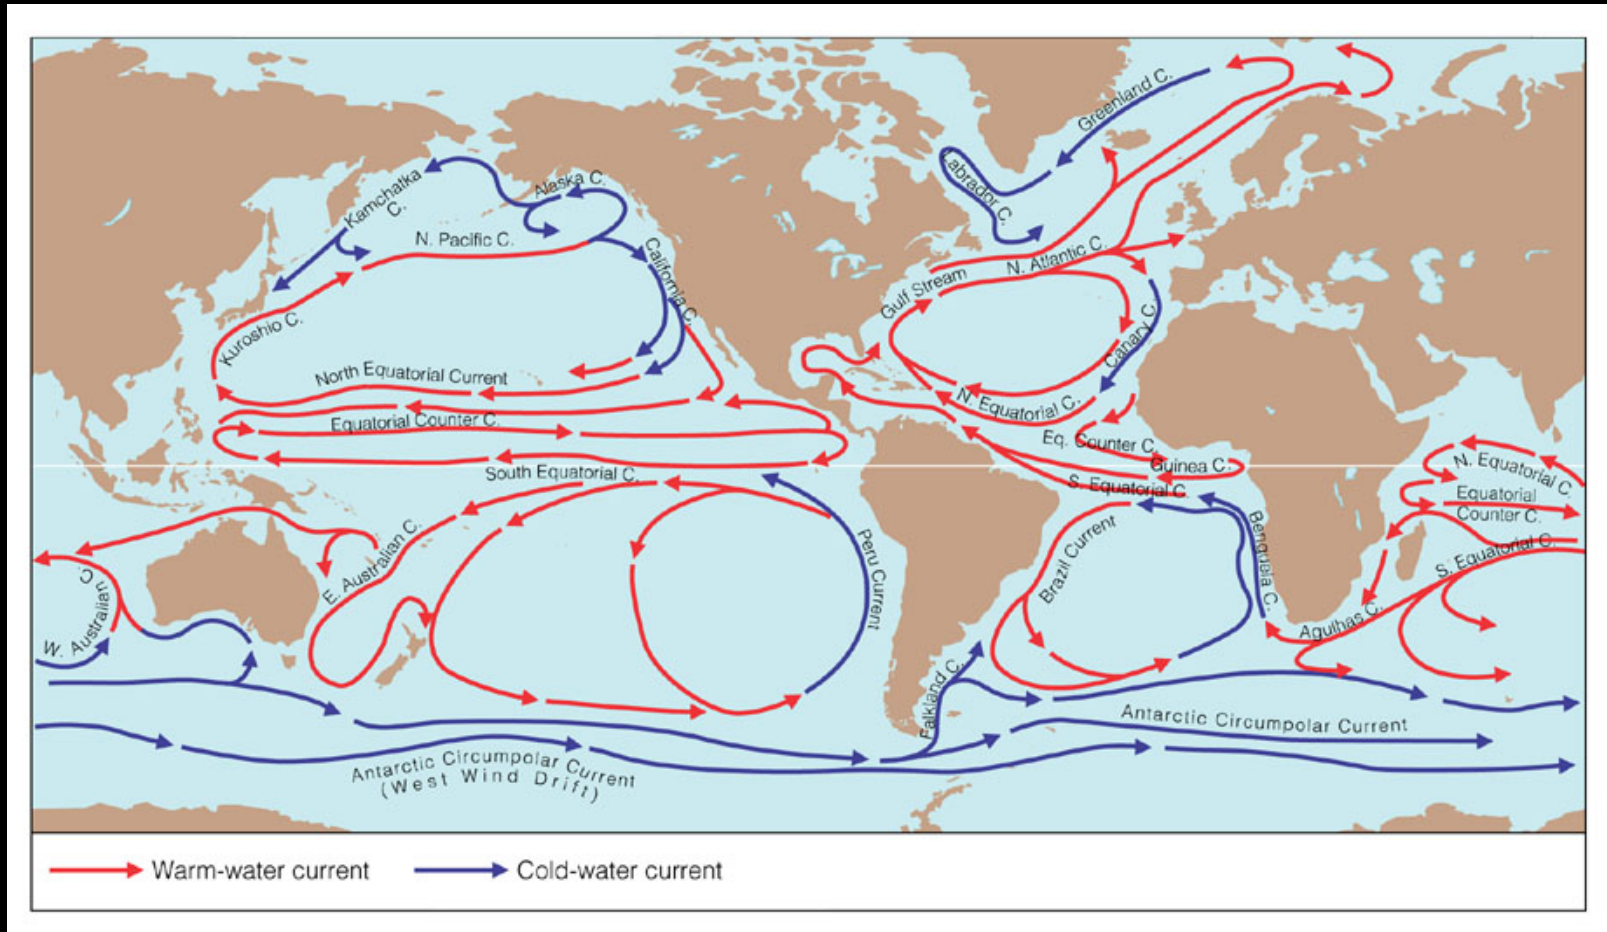 Greenland C.
Labrador C.
Kamchatka
C.
Alaska C.
N. Pacific C.
California C.
N. Atlantic C.
Gulf Stream
Kuroshio C.
Canary C.
North Equatorial Current
N. Equatorial C.
Equatorial Counter C.
Eq. Counter C.
Guinea C.
South Equatorial C.
S. Equatorial C.
N. Equatorial C.
Equatorial
Counter C.
S. Equatorial C.
E. Australian C.
W. Australian C.
Peru Current
Brazil Current
Benguela C.
Agulhas C.
Falkland C.
Antarctic Circumpolar Current
Antarctic Circumpolar Current
(West Wind Drift)
Warm-water current
Cold-water current